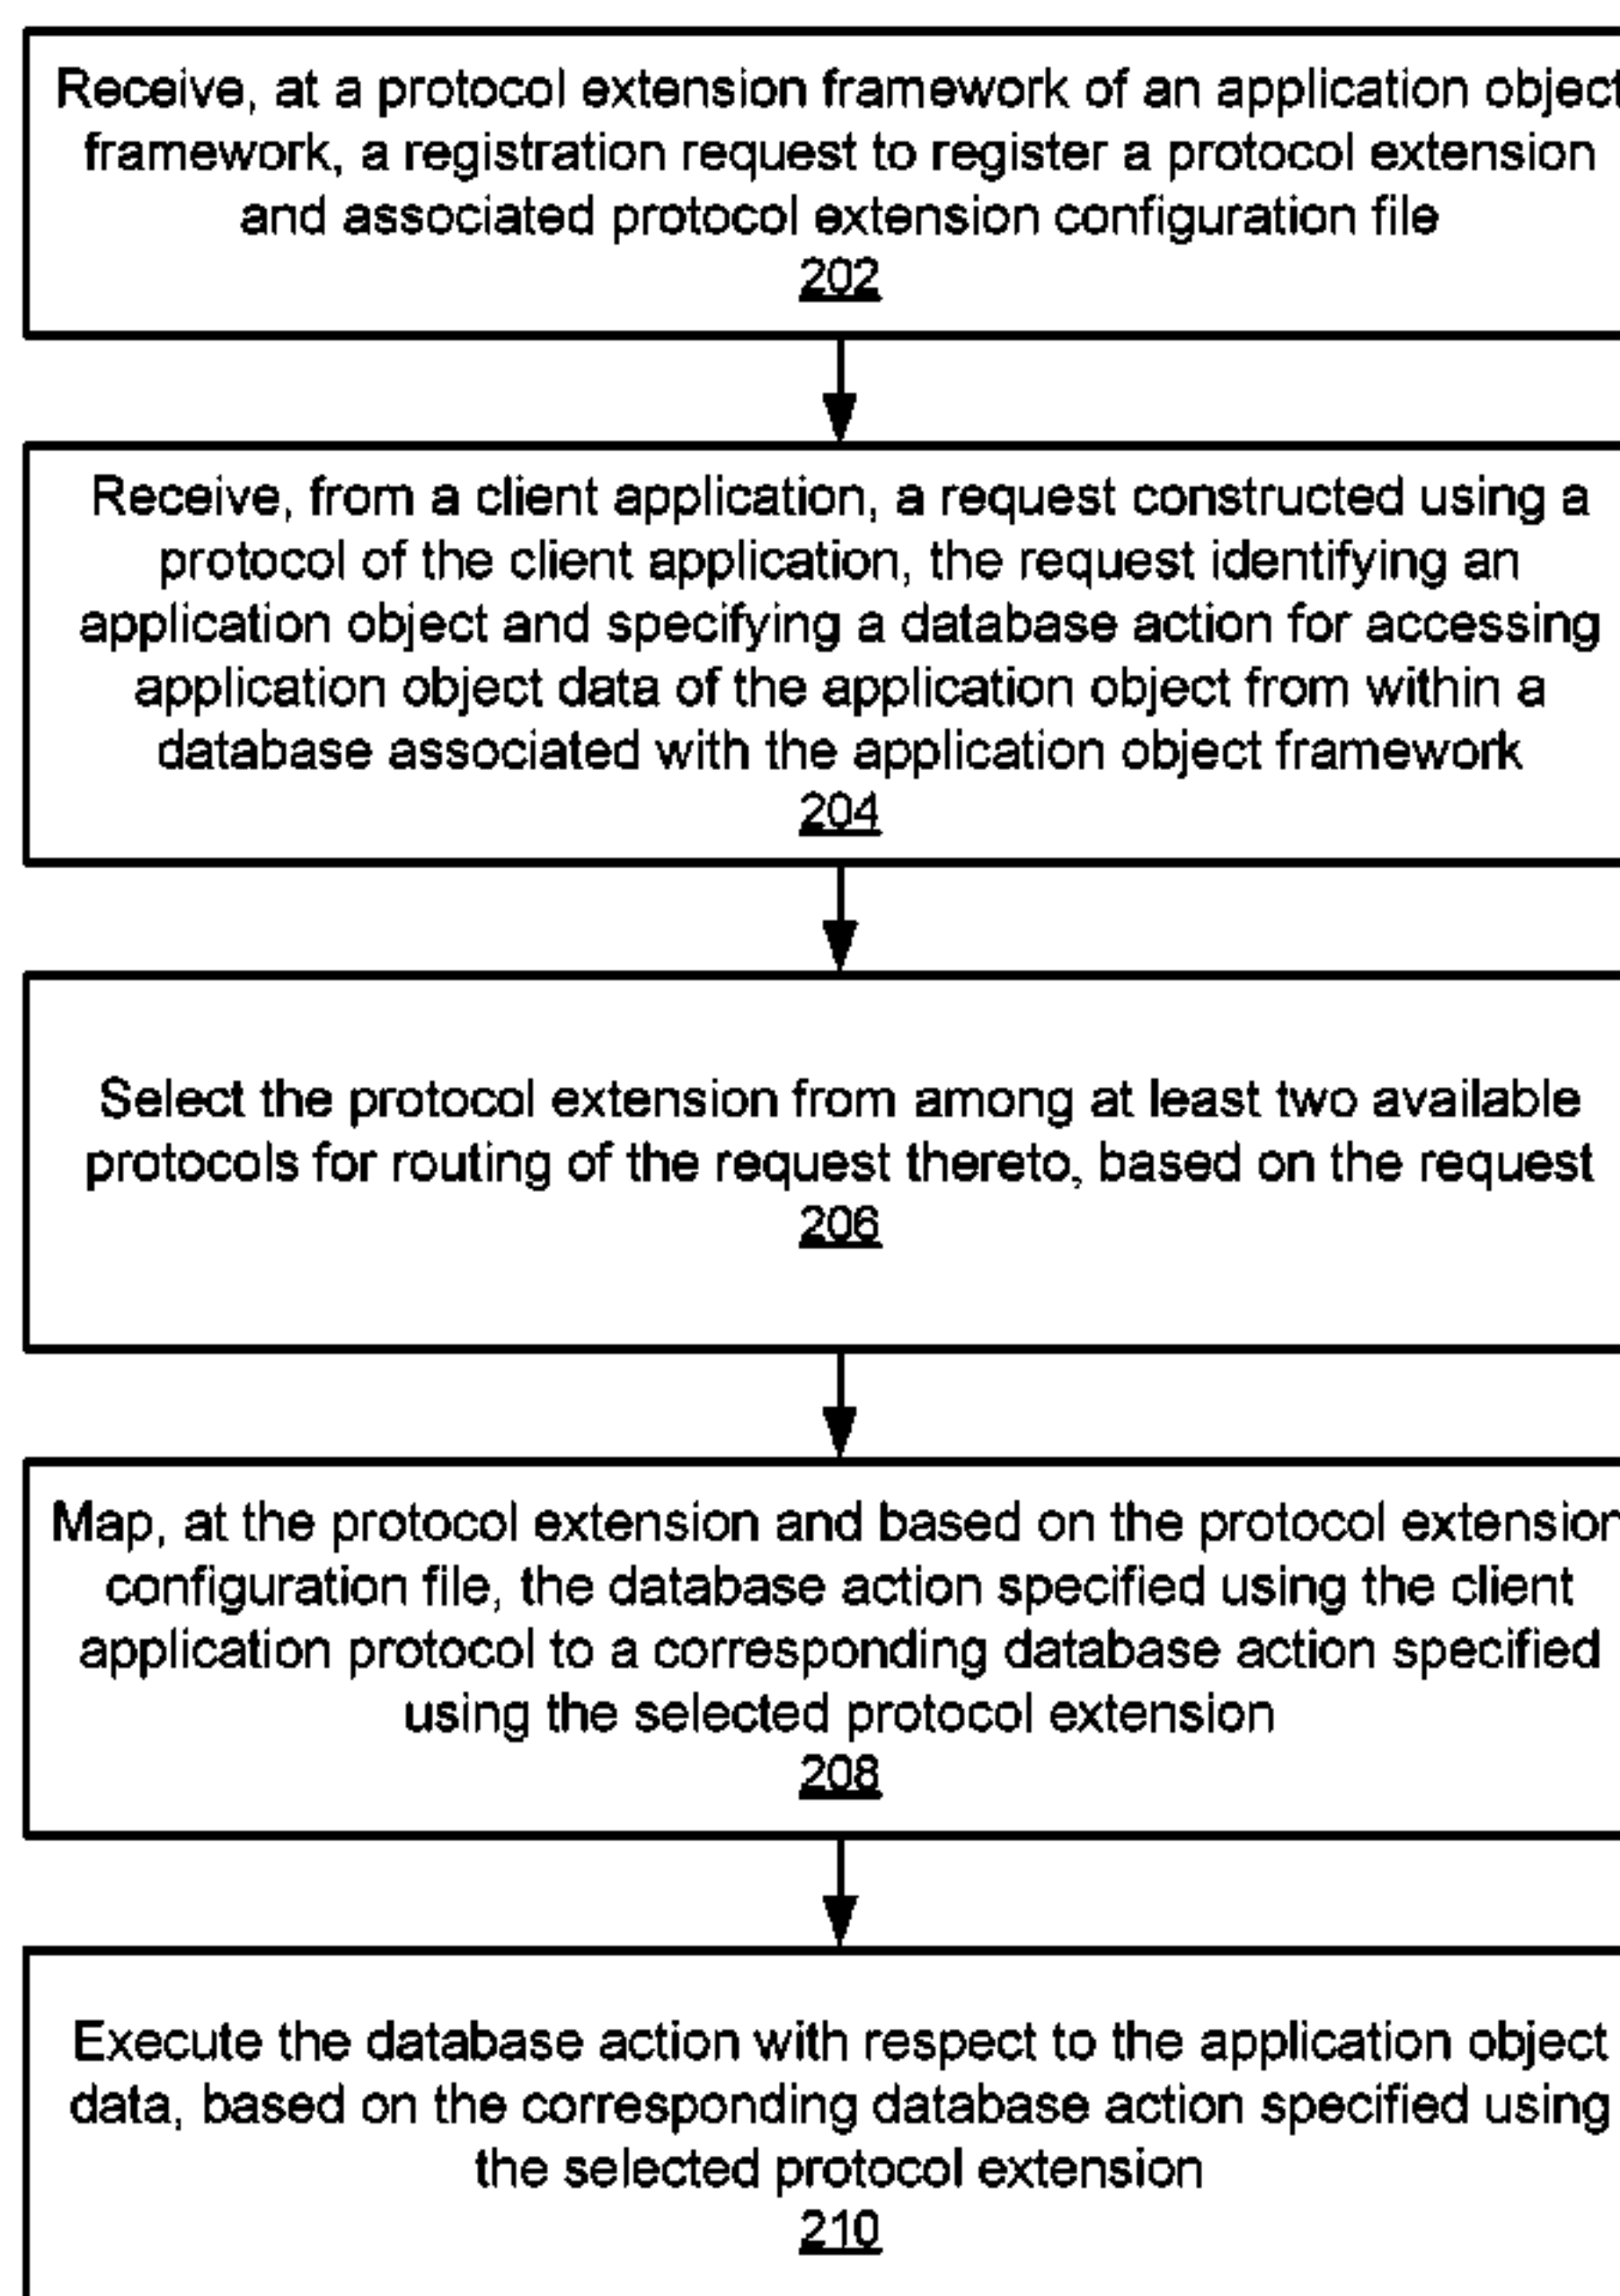 Receive, at a protocol extension framework of an application object
framework, a registration request to register a protocol extension
and associated protocol extension configuration file
202
Receive, from a client application, a request constructed using a
protocol of the client application, the request identifying an
application object and specifying a database action for accessing
application object data of the application object from within a
database associated with the application object framework
204
Select the protocol extension from among at least two available
protocols for routing of the request thereto, based on the request
206
Map, at the protocol extension and based on the protocol extension
configuration file, the database action specified using the client
application protocol to a corresponding database action specified
using the selected protocol extension
208
Execute the database action with respect to the application object
data, based on the corresponding database action specified using
the selected protocol extension
210